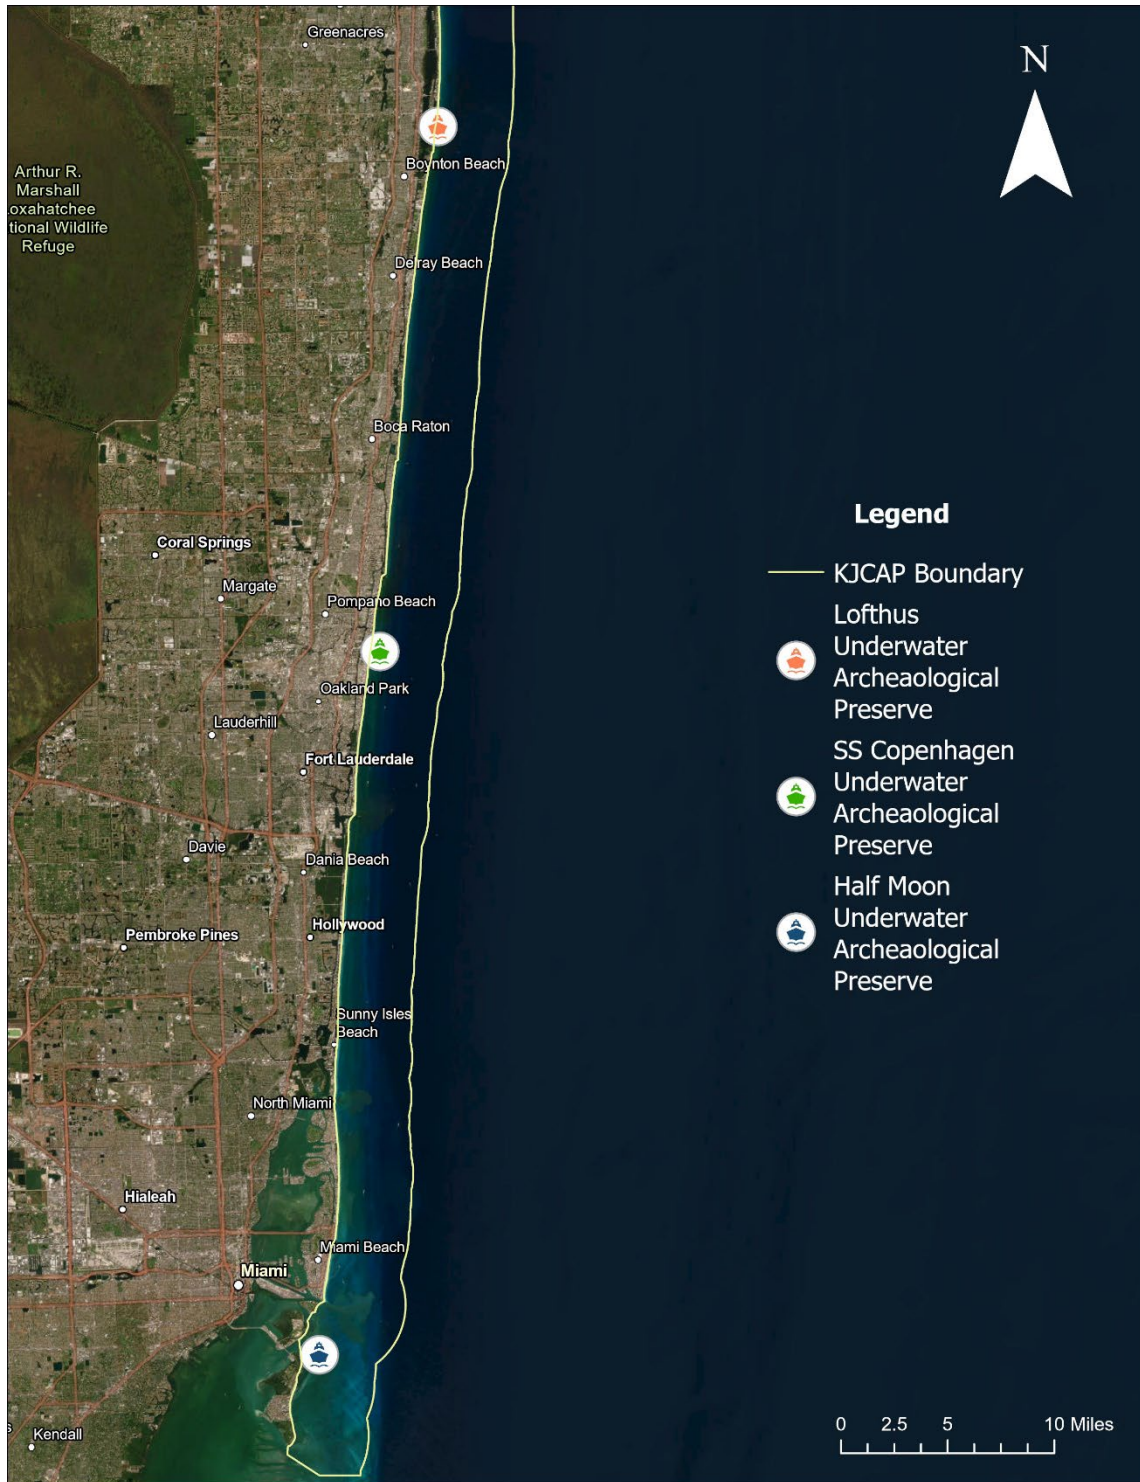 Greenacres
N
Boynton Beach
Arthur R.
Marshall
Loxahatchee
tional Wildlife
Refuge
Delray Beach
Boca Raton
Legend
Coral Springs
KJCAP Boundary
Margate
Pompano Beach
Lofthus
Underwater
Archeaological
Preserve
Oakland Park
Lauderhill
SS Copenhagen
Underwater
Archeaological
Preserve
Fort Lauderdale
Davie
Dania Beach
Half Moon
Underwater
Archeaological
Preserve
Hollywood
Pembroke Pines
Sunny Isles
Beach
North Miami
Hialeah
Miami Beach
Miami
Kendall
0 2.5 5 10 Miles